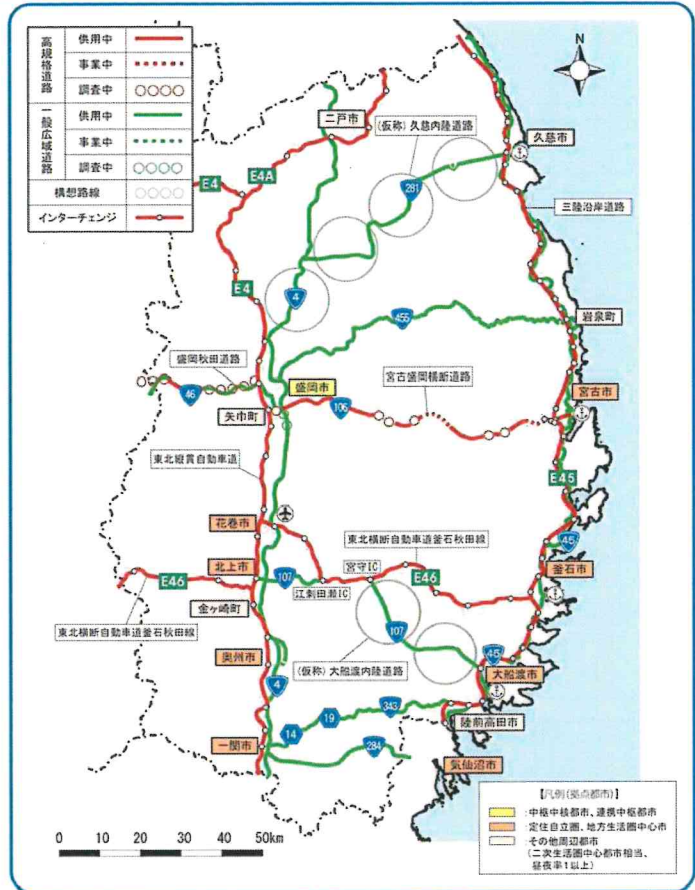 高規格道路
供用中
事業中
調査中
一般広域道路
供用中
事業中
調査中
構想路線
インターチェンジ
N
二戸市
(仮称)久慈内陸道路
久慈市
E4A
E4
281
三陸沿岸道路
E4
4
455
岩泉町
盛岡秋田道路
宮古盛岡横断道路
46
盛岡市
106
宮古市
矢巾町
東北縦貫自動車道
E45
花巻市
東北横断自動車道釜石秋田線
45
北上市
宮守IC
釜石市
E46
107
江刺田瀬IC
E46
金ヶ崎町
東北横断自動車道釜石秋田線
107
奥州市
(仮称)大船渡内陸道路
45
大船渡市
4
343
19
陸前高田市
14
一関市
284
気仙沼市
【凡例(拠点都市)】
:中枢中核都市、連携中枢都市
:定住自立圏、地方生活圏中心市
:その他周辺都市
(二次生活圏中心都市相当、
昼夜率1以上)
0 10 20 30 40 50km